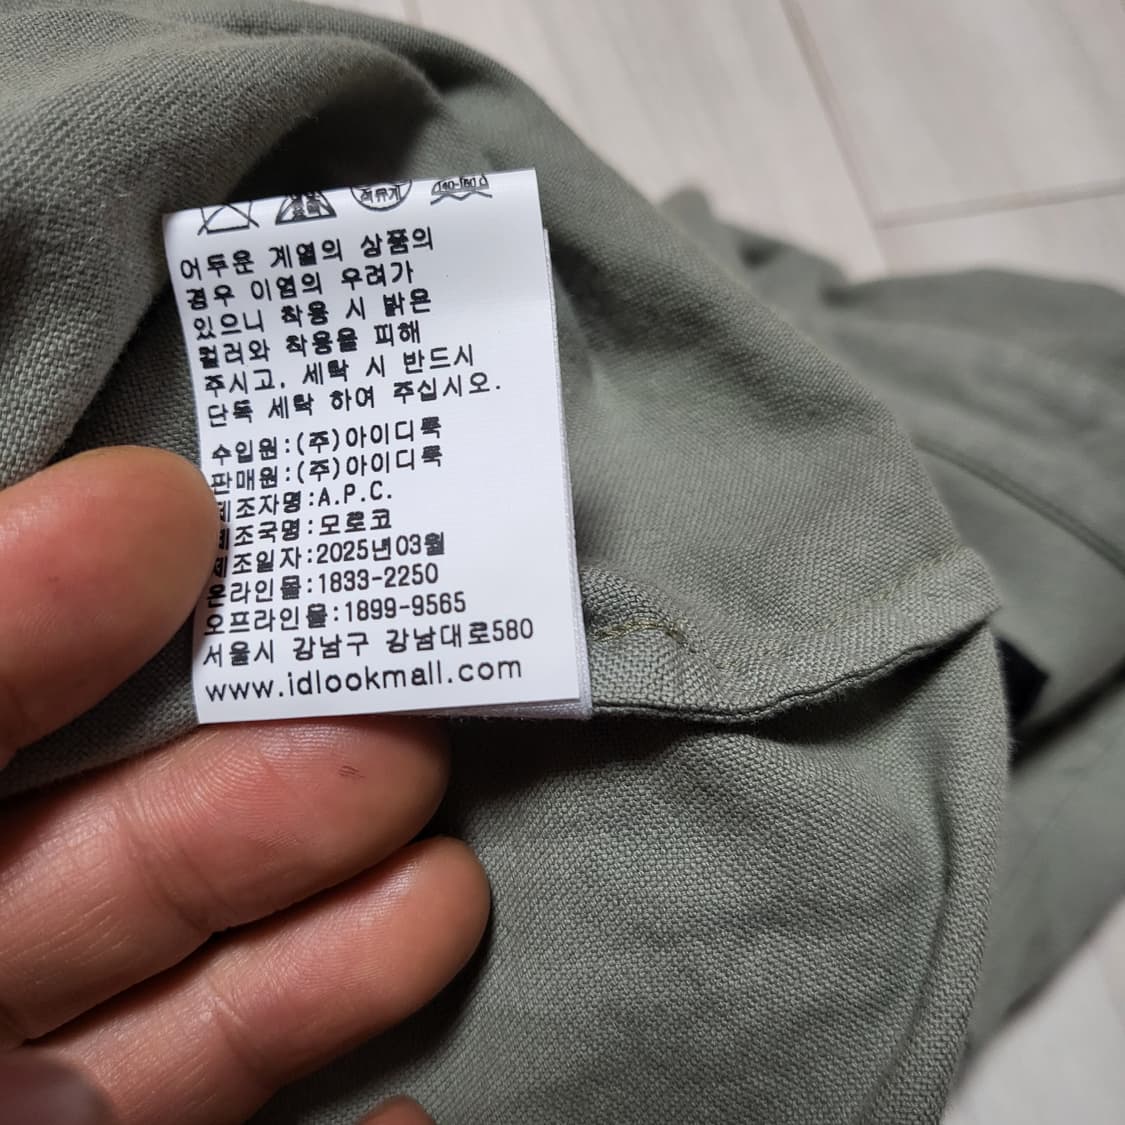 석유계
140-160℃
어두운 계열의 상품의
경우 이염의 우려가
있으니 착용 시 밝은
컬러와 착용을 피해
주시고, 세탁 시 반드시
단독 세탁 하여 주십시오.
수입원:(주)아이디룩
판매원:(주)아이디룩
제조자명:A.P.C.
제조국명:모로코
제조일자:2025년03월
온라인몰:1833-2250
오프라인몰:1899-9565
서울시 강남구 강남대로580
www.idlookmall.com